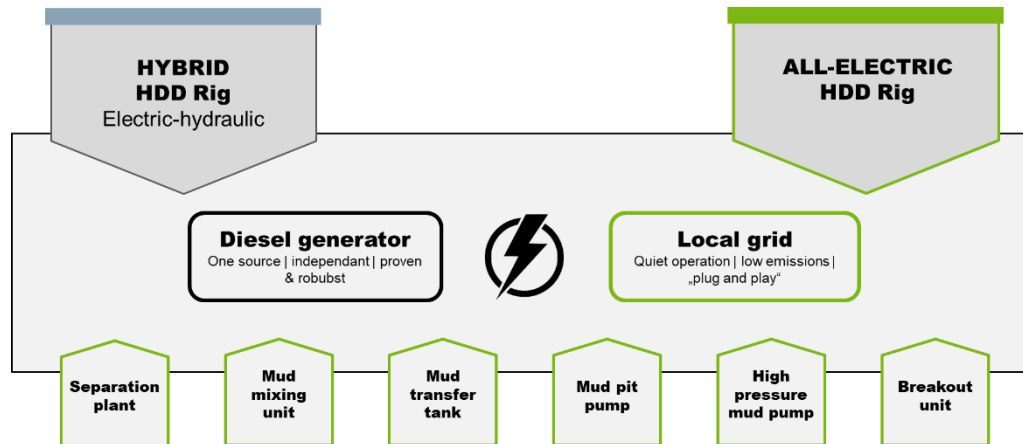 HYBRID
HDD Rig
Electric-hydraulic
ALL-ELECTRIC
HDD Rig
Diesel generator
One source | independant | proven
& robubst
Local grid
Quiet operation | low emissions |
„plug and play“
Separation
plant
Mud
mixing
unit
Mud
transfer
tank
Mud pit
pump
High
pressure
mud pump
Breakout
unit